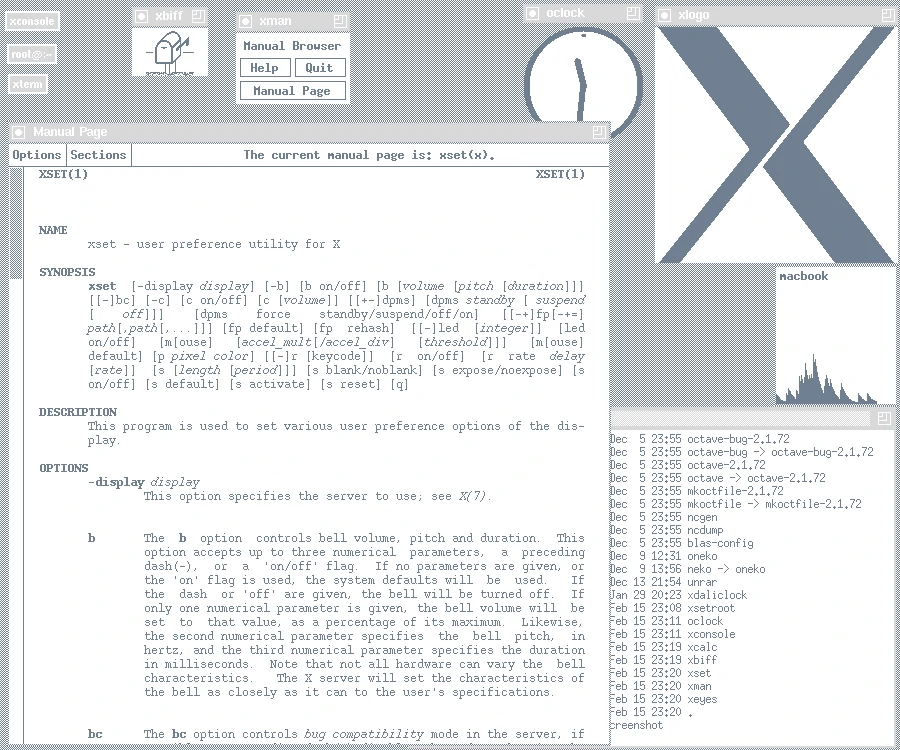 xconsole
root@:~
xterm
xbiff
xman
Manual Browser
Help Quit
Manual Page
oclock
xlogo
macbook
Manual Page
Options Sections The current manual page is: xset(x).
XSET(1) XSET(1)
NAME
xset - user preference utility for X
SYNOPSIS
xset [-display display] [-b] [b on/off] [b [volume [pitch [duration]]]
[[-]bc] [-c] [c on/off] [c [volume]] [[+-]dpms] [dpms standby [ suspend
[ off]]] [dpms force standby/suspend/off/on] [[-+]fp[-+=]
path[,path[,...]]] [fp default] [fp rehash] [[-]led [integer]] [led
on/off] [m[ouse] [accel_mult[/accel_div] [threshold]]] [m[ouse]
default] [p pixel color] [[-]r [keycode]] [r on/off] [r rate delay
[rate]] [s [length [period]]] [s blank/noblank] [s expose/noexpose] [s
on/off] [s default] [s activate] [s reset] [q]
DESCRIPTION
This program is used to set various user preference options of the dis-
play.
OPTIONS
-display display
This option specifies the server to use; see X(7).
b The b option controls bell volume, pitch and duration. This
option accepts up to three numerical parameters, a preceding
dash(-), or a 'on/off' flag. If no parameters are given, or
the 'on' flag is used, the system defaults will be used. If
the dash or 'off' are given, the bell will be turned off. If
only one numerical parameter is given, the bell volume will be
set to that value, as a percentage of its maximum. Likewise,
the second numerical parameter specifies the bell pitch, in
hertz, and the third numerical parameter specifies the duration
in milliseconds. Note that not all hardware can vary the bell
characteristics. The X server will set the characteristics of
the bell as closely as it can to the user's specifications.
bc The bc option controls bug compatibility mode in the server, if
Dec 5 23:55 octave-bug-2.1.72
Dec 5 23:55 octave-bug -> octave-bug-2.1.72
Dec 5 23:55 octave-2.1.72
Dec 5 23:55 octave -> octave-2.1.72
Dec 5 23:55 mkoctfile-2.1.72
Dec 5 23:55 mkoctfile -> mkoctfile-2.1.72
Dec 5 23:55 ncgen
Dec 5 23:55 ncdump
Dec 5 23:55 blas-config
Dec 9 12:31 oneko
Dec 9 13:56 neko -> oneko
Dec 13 21:54 unrar
Jan 29 20:23 xdaliclock
Feb 15 23:08 xsetroot
Feb 15 23:11 oclock
Feb 15 23:11 xconsole
Feb 15 23:19 xcalc
Feb 15 23:19 xbiff
Feb 15 23:20 xset
Feb 15 23:20 xman
Feb 15 23:20 xeyes
Feb 15 23:20 .
creenshot